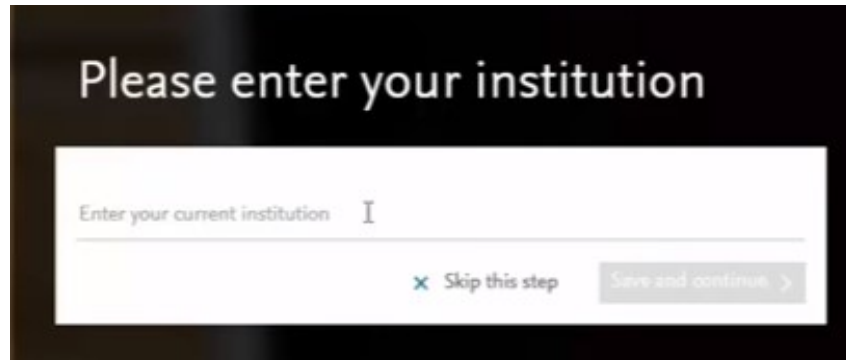 Please enter your institution
Enter your current institution
× Skip this step
Save and continue >